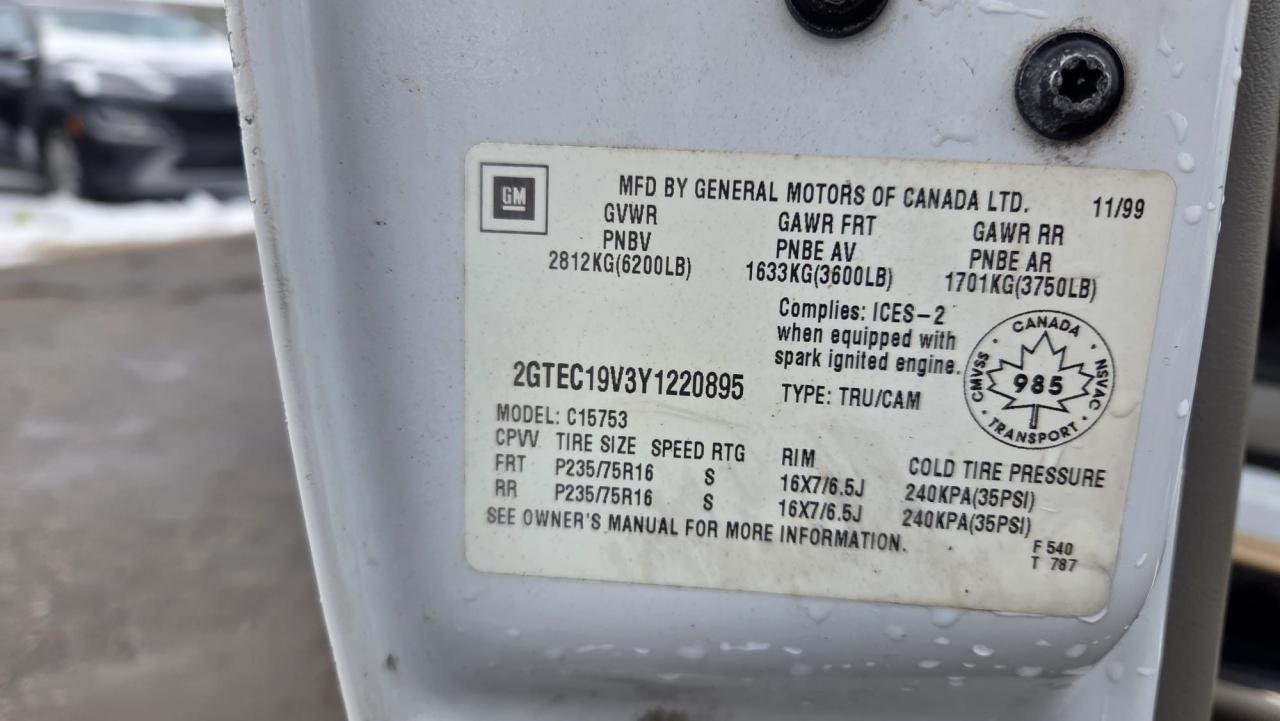 GM
MFD BY GENERAL MOTORS OF CANADA LTD. 11/99
GVWR GAWR FRT GAWR RR
PNBV PNBE AV PNBE AR
2812KG(6200LB) 1633KG(3600LB) 1701KG(3750LB)
Complies: ICES-2
when equipped with
spark ignited engine.
2GTEC19V3Y1220895 TYPE: TRU/CAM
CANADA
CMVSS 985 NSVAC
TRANSPORT
MODEL: C15753
CPVV TIRE SIZE SPEED RTG RIM COLD TIRE PRESSURE
FRT P235/75R16 S 16X7/6.5J 240KPA(35PSI)
RR P235/75R16 S 16X7/6.5J 240KPA(35PSI)
SEE OWNER'S MANUAL FOR MORE INFORMATION.
F 540
T 787